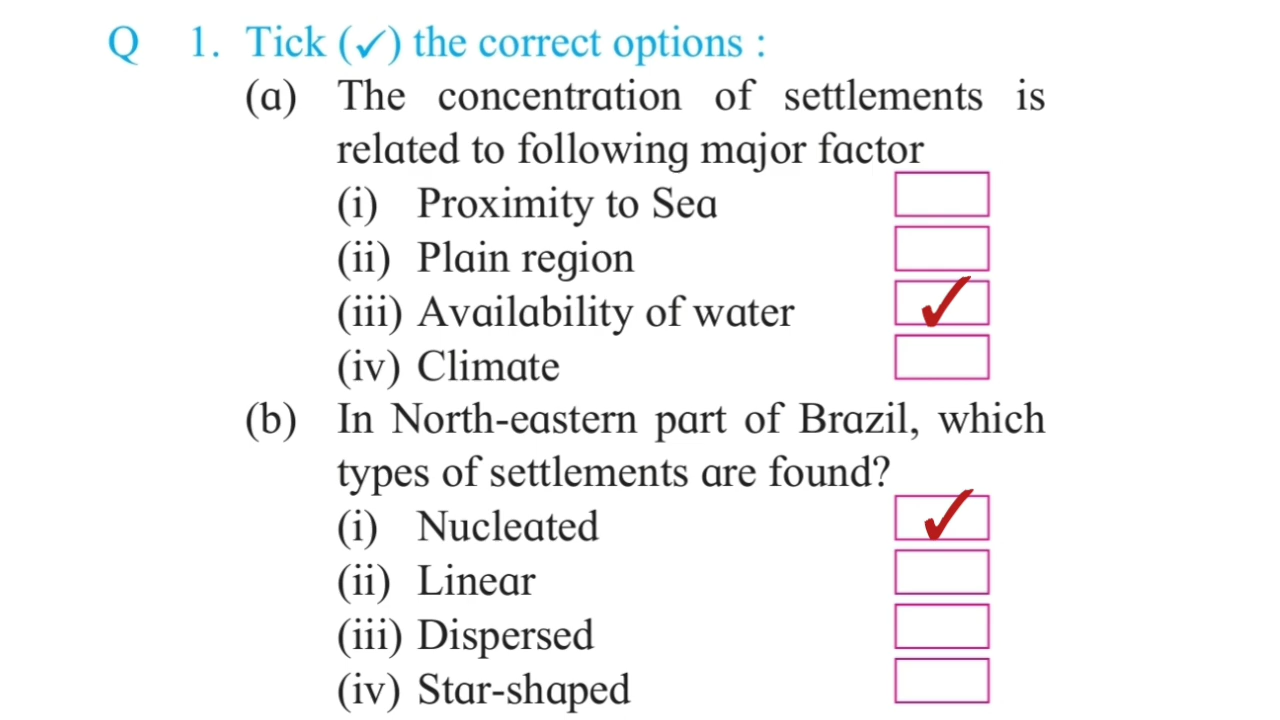 Q 1. Tick (✓) the correct options :
(a) The concentration of settlements is
related to following major factor
(i) Proximity to Sea
(ii) Plain region
(iii) Availability of water ✓
(iv) Climate
(b) In North-eastern part of Brazil, which
types of settlements are found?
(i) Nucleated ✓
(ii) Linear
(iii) Dispersed
(iv) Star-shaped